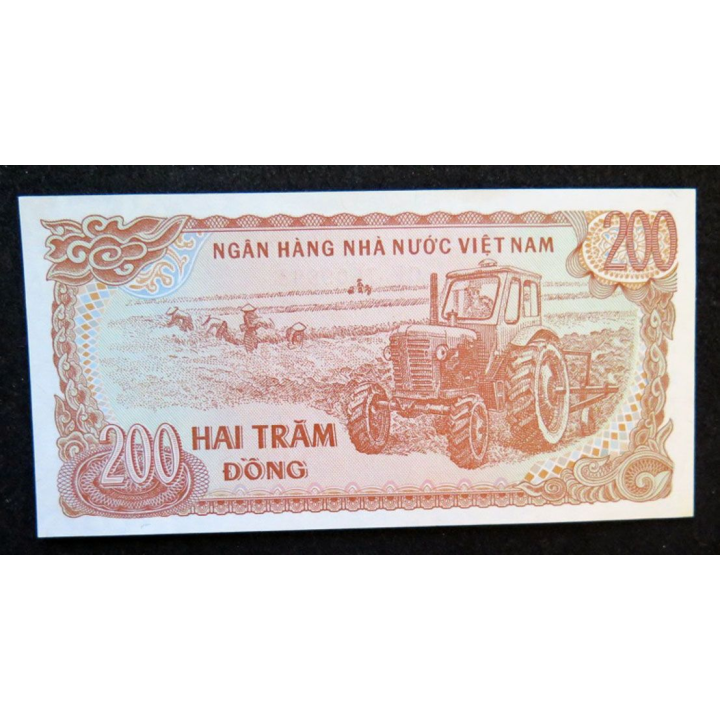 NGÂN HÀNG NHÀ NƯỚC VIỆT NAM
200
200
HAI TRĂM
ĐỒNG